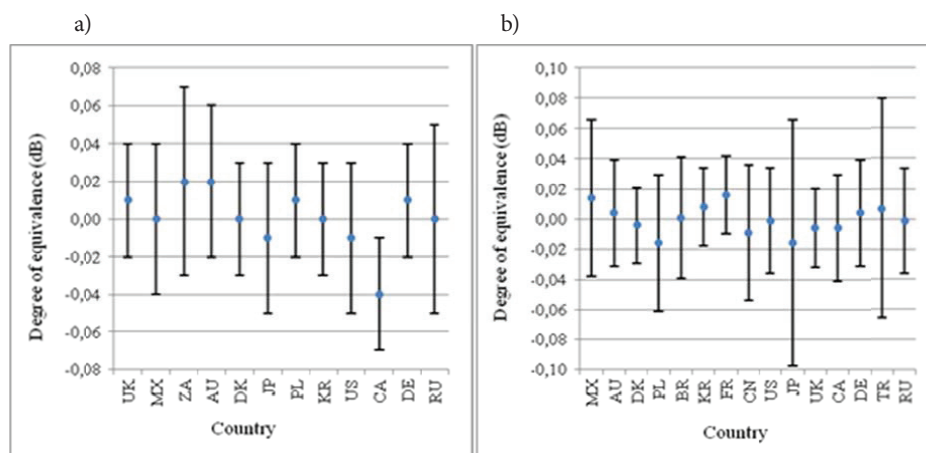 a)
b)
Degree of equivalence (dB)
0,08
0,06
0,04
0,02
0,00
-0,02
-0,04
-0,06
-0,08
UK MX ZA AU DK JP PL KR US CA DE RU
Country
Degree of equivalence (dB)
0,10
0,08
0,06
0,04
0,02
0,00
-0,02
-0,04
-0,06
-0,08
-0,10
MX AU DK PL BR KR FR CN US JP UK CA DE TR RU
Country